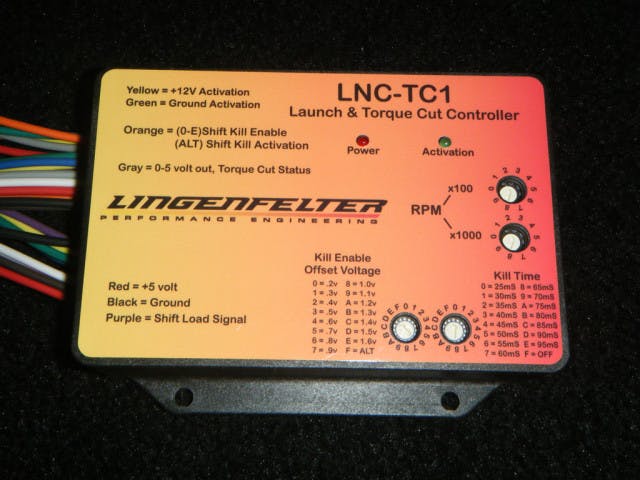 LNC-TC1
Launch & Torque Cut Controller
Yellow = +12V Activation
Green = Ground Activation
Orange = (0-E)Shift Kill Enable
(ALT) Shift Kill Activation
Gray = 0-5 volt out, Torque Cut Status
Power
Activation
LINGENFELTER
PERFORMANCE ENGINEERING
RPM
x100
x1000
Red = +5 volt
Black = Ground
Purple = Shift Load Signal
Kill Enable
Offset Voltage
0 = .2v 8 = 1.0v
1 = .3v 9 = 1.1v
2 = .4v A = 1.2v
3 = .5v B = 1.3v
4 = .6v C = 1.4v
5 = .7v D = 1.5v
6 = .8v E = 1.6v
7 = .9v F = ALT
Kill Time
0 = 25mS 8 = 65mS
1 = 30mS 9 = 70mS
2 = 35mS A = 75mS
3 = 40mS B = 80mS
4 = 45mS C = 85mS
5 = 50mS D = 90mS
6 = 55mS E = 95mS
7 = 60mS F = OFF